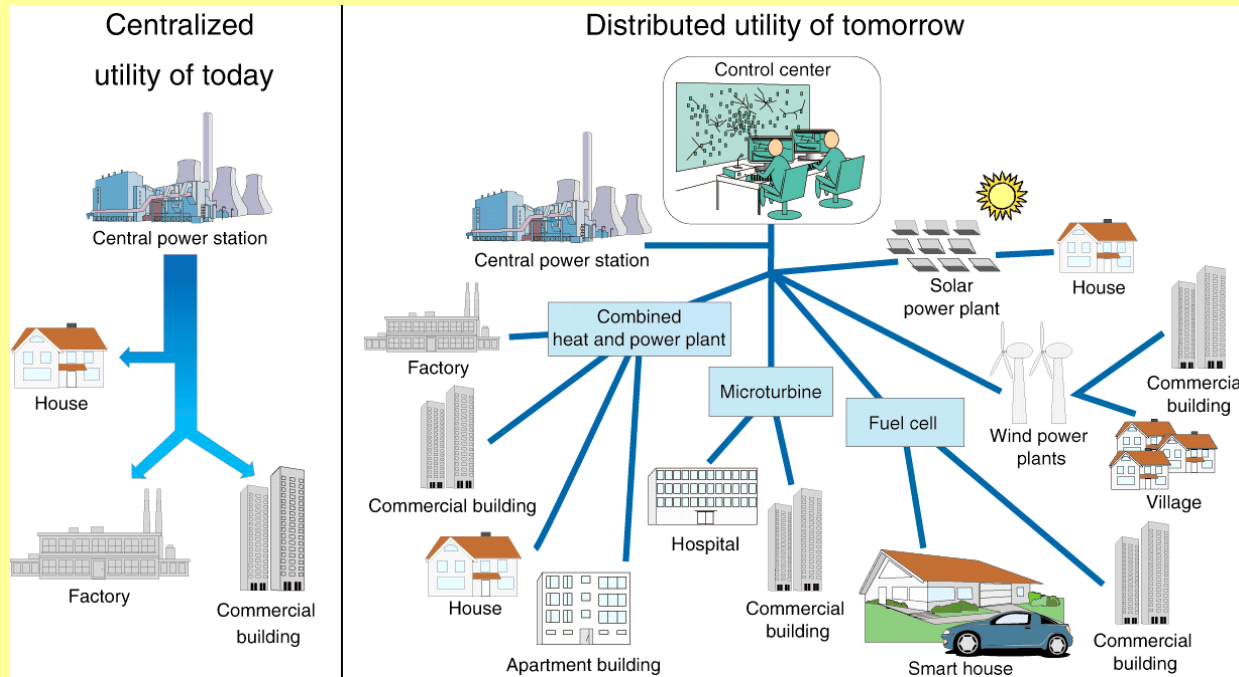 Centralized
utility of today
Central power station
House
Factory
Commercial
building
Distributed utility of tomorrow
Control center
Central power station
Solar
power plant
House
Combined
heat and power plant
Factory
Microturbine
Fuel cell
Wind power
plants
Commercial
building
Village
Commercial building
House
Apartment building
Hospital
Commercial
building
Smart house
Commercial
building